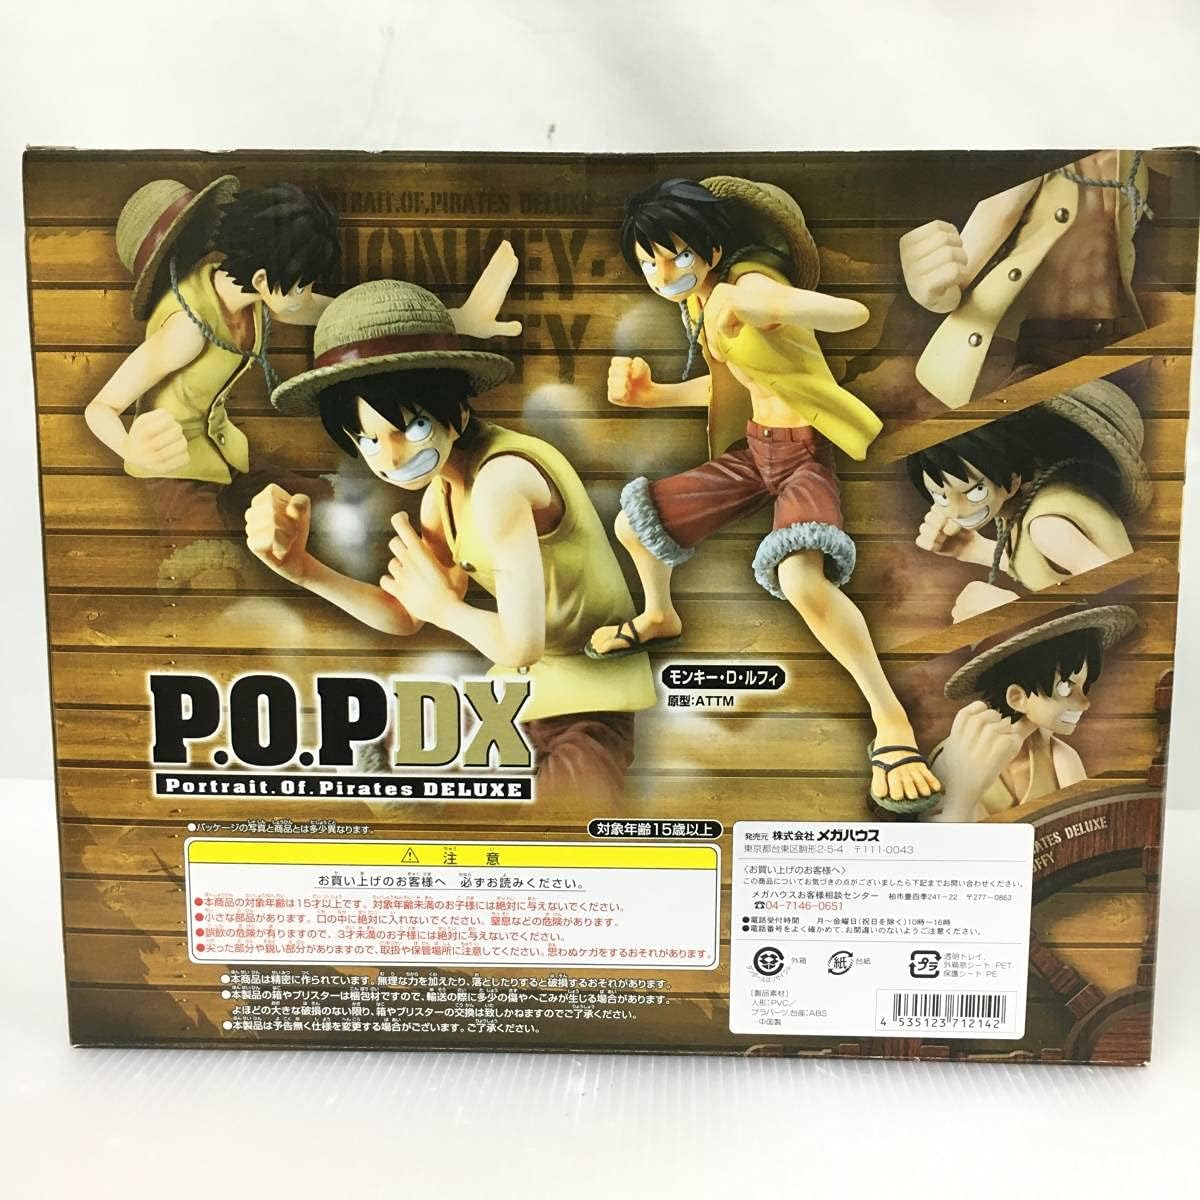 PORTRAIT.OF.PIRATES DELUXE
MONKEY・
P.O.P DX
Portrait.Of.Pirates DELUXE
モンキー・D・ルフィ
原型:ATTM
●パッケージの写真と商品とは多少異なります。
対象年齢15歳以上
⚠ 注意
お買い上げのお客様へ 必ずお読みください。
●本商品の対象年齢は15才以上です。対象年齢未満のお子様には絶対に与えないでください。
●小さな部品があります。口の中に絶対に入れないでください。窒息などの危険があります。
●誤飲の危険が有りますので、3才未満のお子様には絶対に与えないでください。
●尖った部分や鋭い部分がありますので、取扱や保管場所に注意してください。思わぬケガをするおそれがあります。
●本商品は精密に作られています。無理な力を加えたり、落としたりすると破損するおそれがあります。
●本製品の箱やブリスターは梱包材ですので、輸送の際に多少の傷やへこみが生じる場合があります。
よほどの大きな破損のない限り、箱やブリスターの交換は致しかねますのでご了承ください。
●本製品は予告無く仕様を変更する場合がございます。ご了承ください。
発売元 株式会社 メガハウス
東京都台東区駒形2-5-4 〒111-0043
〈お買い上げのお客様へ〉
この商品についてお気づきの点がございましたら下記までお問い合わせください。
メガハウスお客様相談センター 柏市豊四季241-22 〒277-0863
☎04-7146-0651
●電話受付時間 月〜金曜日(祝日を除く)10時〜16時
●電話番号をよく確かめて、お間違いのないようご注意ください。
外箱
紙
台紙
プラ
透明トレイ,
外箱窓シート:PET
保護シート:PE
[製品素材]
人形:PVC/
プラパーツ,台座:ABS
中国製
4 535123 712142
RATES DELUXE
FFY